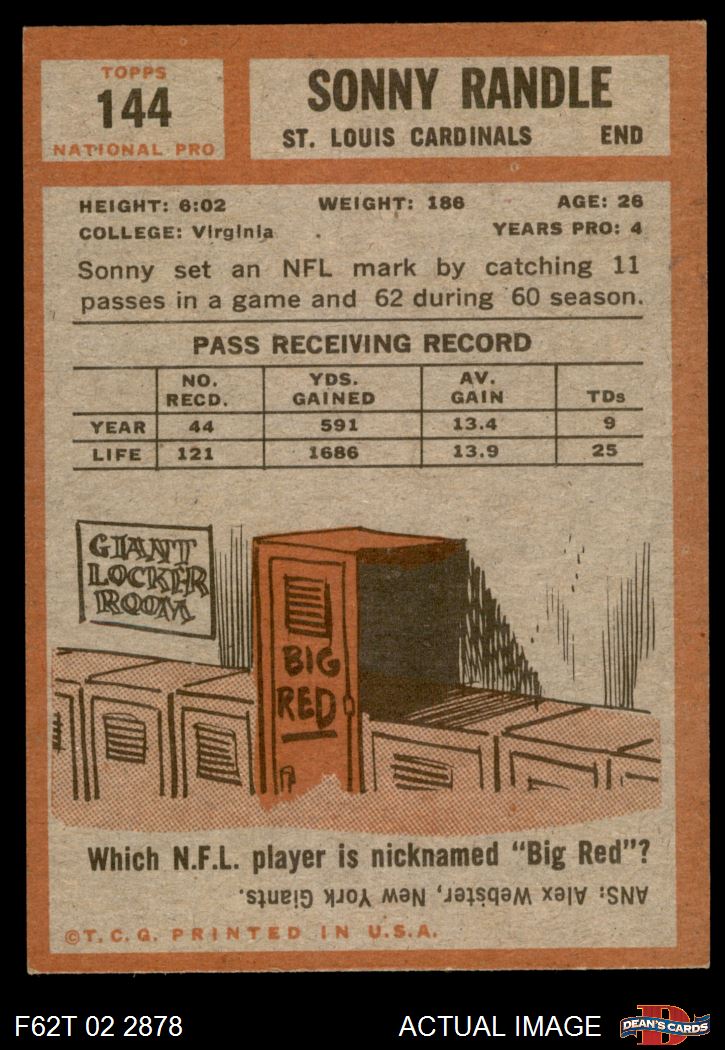 TOPPS
144
NATIONAL PRO
SONNY RANDLE
ST. LOUIS CARDINALS END
HEIGHT: 6:02 WEIGHT: 186 AGE: 26
COLLEGE: Virginia YEARS PRO: 4
Sonny set an NFL mark by catching 11
passes in a game and 62 during '60 season.
PASS RECEIVING RECORD
NO. RECD. YDS. GAINED AV. GAIN TDs
YEAR 44 591 13.4 9
LIFE 121 1686 13.9 25
GIANT
LOCKER
ROOM
BIG
RED
Which N.F.L. player is nicknamed "Big Red"?
ANS: Alex Webster, New York Giants.
©T.C.G. PRINTED IN U.S.A.
F62T 02 2878 ACTUAL IMAGE
D
DEAN'S CARDS